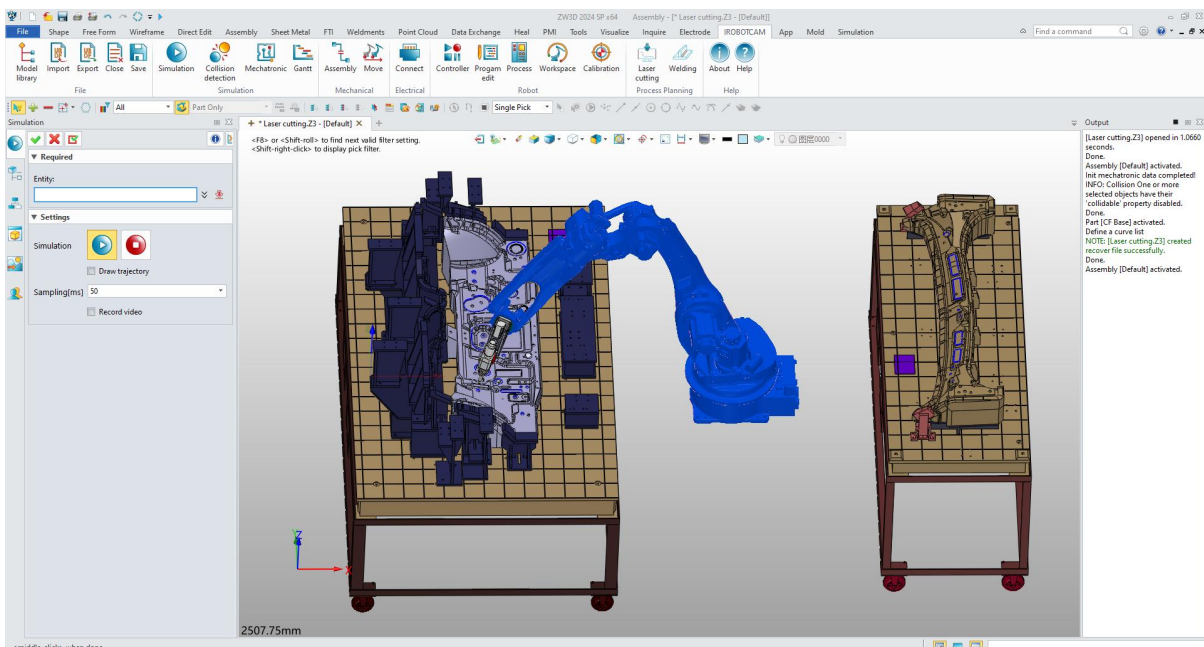 ZW3D 2024 SP x64 Assembly - [* Laser cutting.Z3 - [Default]]
File Shape Free Form Wireframe Direct Edit Assembly Sheet Metal FTI Weldments Point Cloud Data Exchange Heal PMI Tools Visualize Inquire Electrode IROBOTCAM App Mold Simulation Find a command
Model library Import Export Close Save Simulation Collision detection Mechatronic Gantt Assembly Move Connect Controller Progam edit Process Workspace Calibration Laser cutting Welding About Help
File Simulation Mechanical Electrical Robot Process Planning Help
All Part Only Single Pick
Simulation
* Laser cutting.Z3 - [Default]
Output
<F8> or <Shift-roll> to find next valid filter setting.
<Shift-right-click> to display pick filter.
图层0000
Required
Entity:
Settings
Simulation
Draw trajectory
Sampling[ms] 50
Record video
[Laser cutting.Z3] opened in 1.0660
seconds.
Done.
Assembly [Default] activated.
Init mechatronic data completed!
INFO: Collision One or more
selected objects have their
'collidable' property disabled.
Done.
Part [CF Base] activated.
Define a curve list
NOTE: [Laser cutting.Z3] created
recover file successfully.
Done.
Assembly [Default] activated.
Z
X
2507.75mm